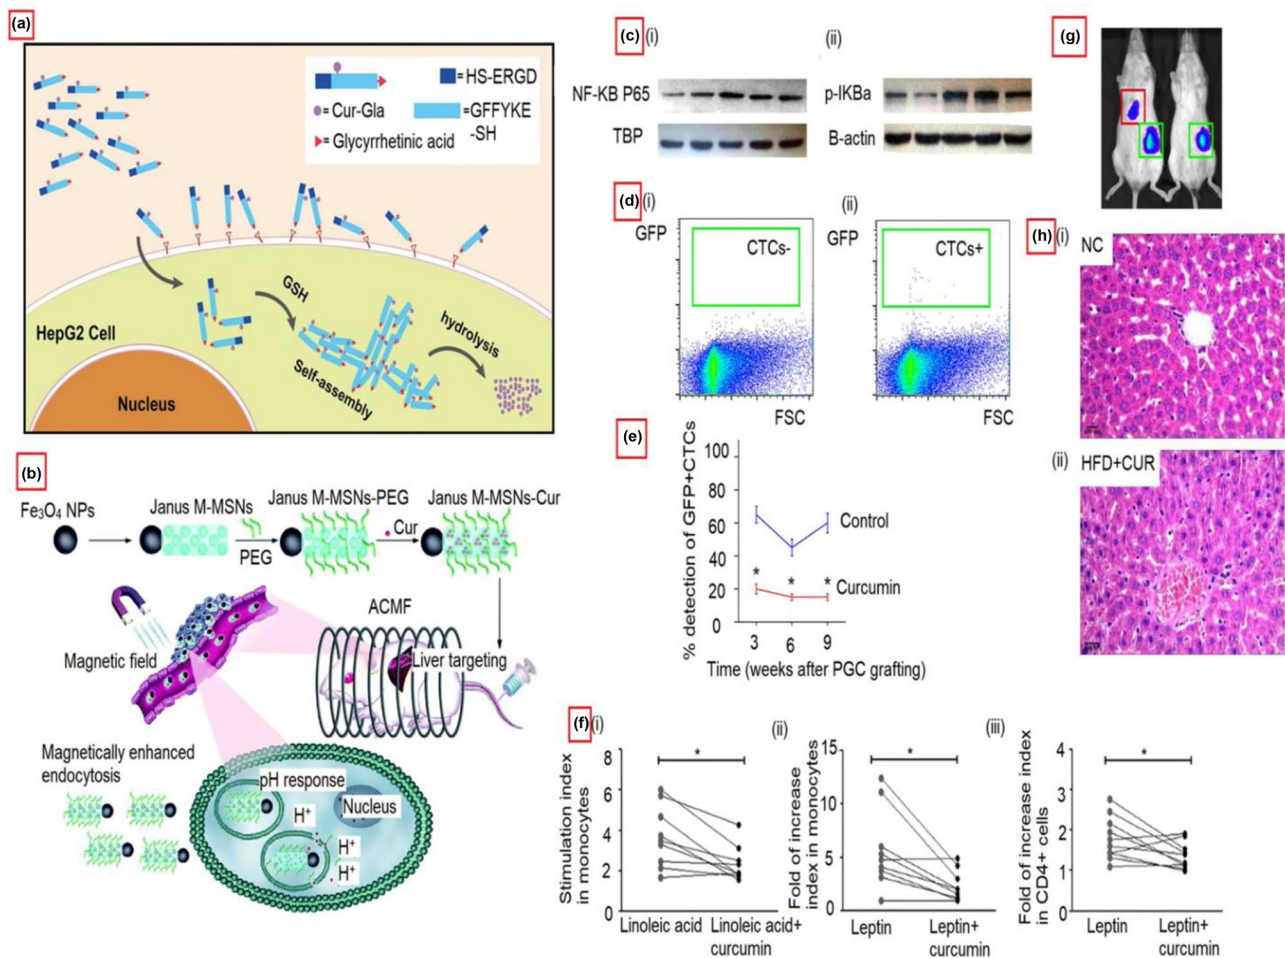 (a)
= HS-ERGD
= Cur-Gla
= GFFYKE
-SH
= Glycyrrhetinic acid
GSH
hydrolysis
HepG2 Cell
Self-assembly
Nucleus
(b)
Fe3O4 NPs
Janus M-MSNs
Janus M-MSNs-PEG
Janus M-MSNs-Cur
PEG
Cur
ACMF
Magnetic field
Liver targeting
Magnetically enhanced
endocytosis
pH response
Nucleus
H+
H+
H+
(c) (i)
(ii)
NF-KB P65
p-IKBa
TBP
B-actin
(d) (i)
(ii)
GFP
CTCs-
GFP
CTCs+
FSC
FSC
(e)
% detection of GFP+CTCs
100
80
60
40
20
0
Control
Curcumin
*
*
*
3
6
9
Time (weeks after PGC grafting)
(f) (i)
Stimulation index
in monocytes
8
6
4
2
0
*
Linoleic acid
Linoleic acid+
curcumin
(ii)
Fold of increase
index in monocytes
15
10
5
0
*
Leptin
Leptin+
curcumin
(iii)
Fold of increase index
in CD4+ cells
4
3
2
1
0
*
Leptin
Leptin+
curcumin
(g)
(h) (i)
NC
(ii)
HFD+CUR